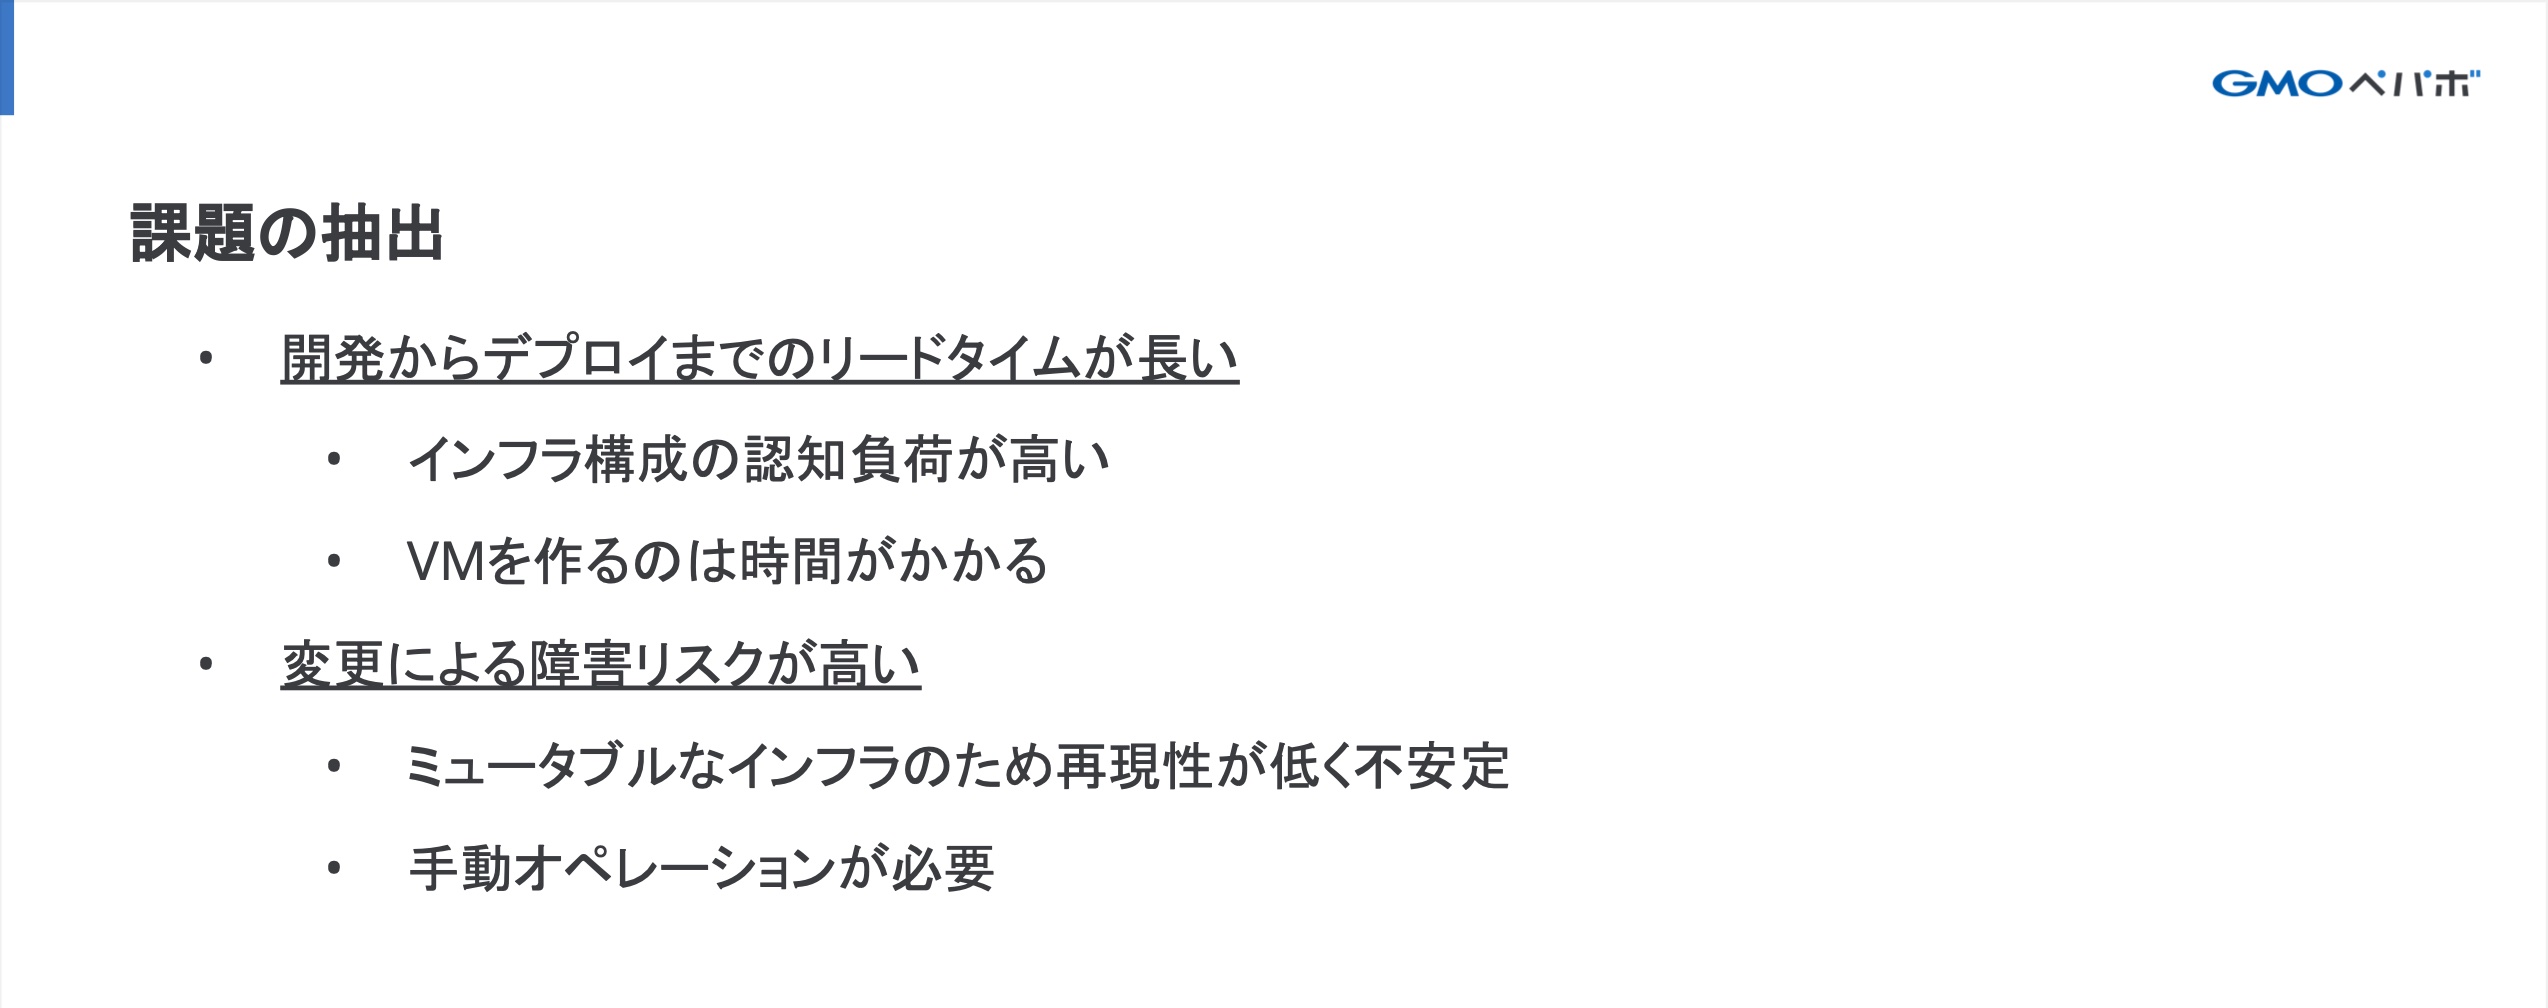 GMOペパボ
課題の抽出
• 開発からデプロイまでのリードタイムが長い
• インフラ構成の認知負荷が高い
• VMを作るのは時間がかかる
• 変更による障害リスクが高い
• ミュータブルなインフラのため再現性が低く不安定
• 手動オペレーションが必要